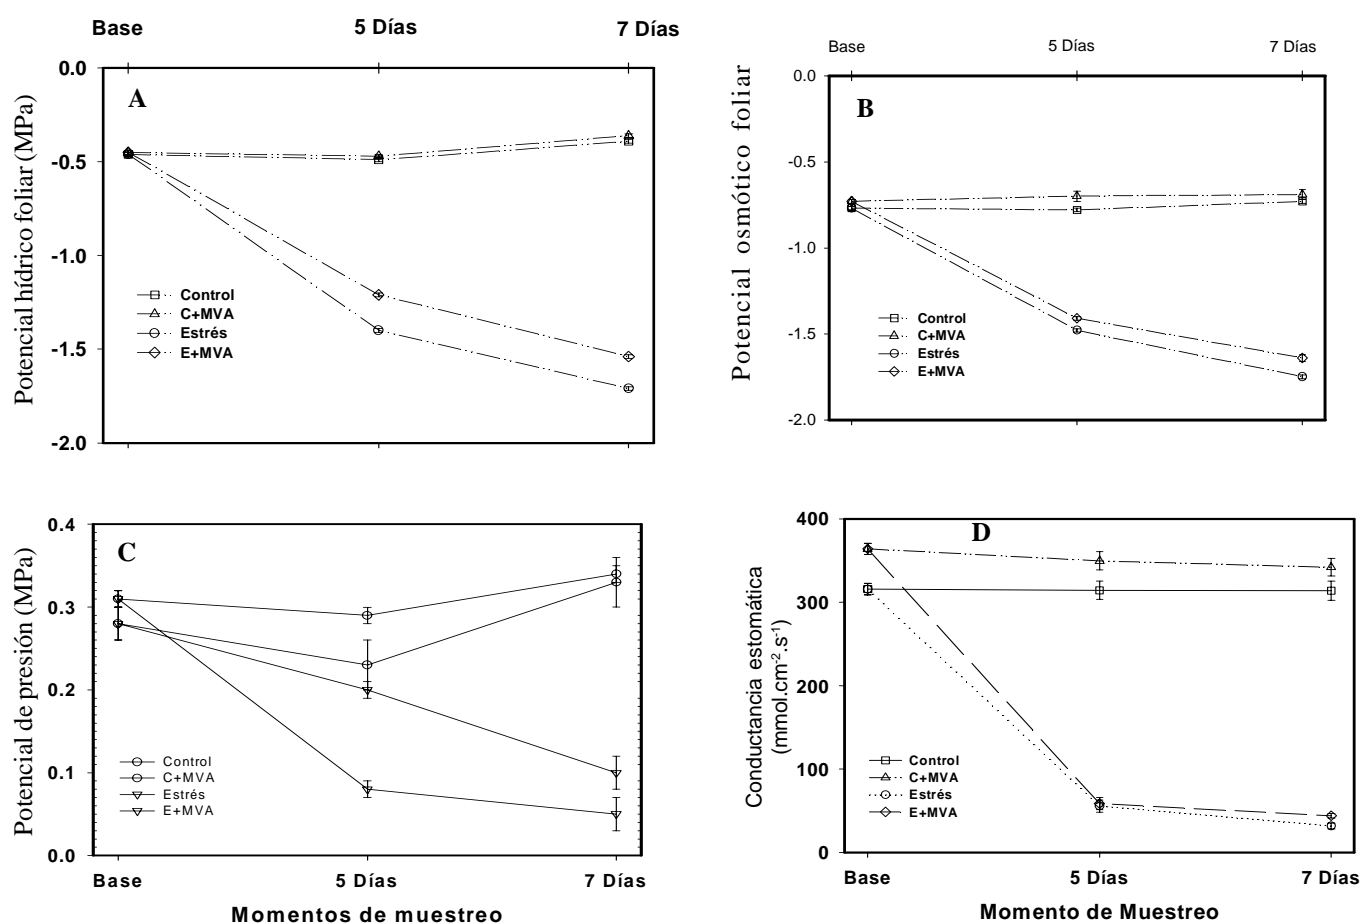 Base 5 Días 7 Días
A
Potencial hídrico foliar (MPa)
0.0
-0.5
-1.0
-1.5
-2.0
Control
C+MVA
Estrés
E+MVA
Base 5 Días 7 Días
B
Potencial osmótico foliar
0.0
-0.5
-1.0
-1.5
-2.0
Control
C+MVA
Estrés
E+MVA
C
Potencial de presión (MPa)
0.4
0.3
0.2
0.1
0.0
Control
C+MVA
Estrés
E+MVA
Base 5 Días 7 Días
Momentos de muestreo
D
Conductancia estomática
(mmol.cm⁻².s⁻¹)
400
300
200
100
0
Control
C+MVA
Estrés
E+MVA
Base 5 Días 7 Días
Momento de Muestreo